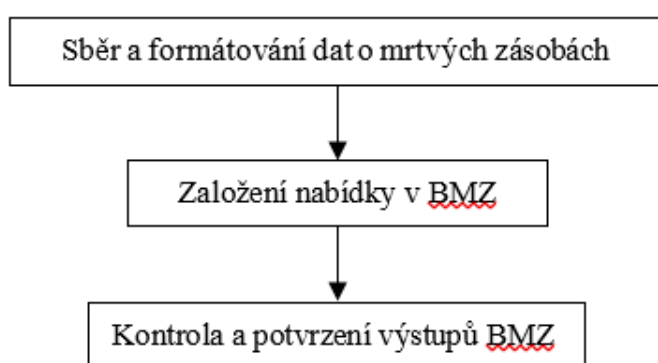 Sběr a formátování dat o mrtvých zásobách
Založení nabídky v BMZ
Kontrola a potvrzení výstupů BMZ